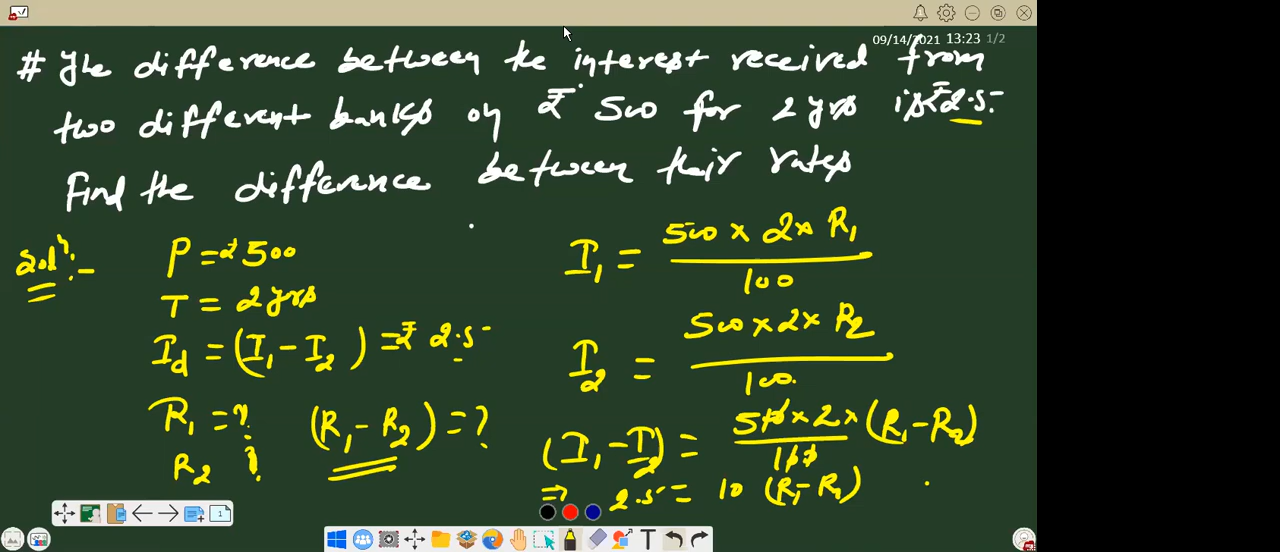 09/14/2021 13:23 1/2
# The difference between the interest received from
two different banks on ₹ 500 for 2 yrs is ₹ 2.5.
Find the difference between their rates
Solⁿ:-
P = ₹ 500
T = 2 yrs
Id = (I₁ - I₂) = ₹ 2.5
R₁ = ?
R₂ ?
(R₁ - R₂) = ?
I₁ = 500 × 2 × R₁ / 100
I₂ = 500 × 2 × R₂ / 100
(I₁ - I₂) = 500 × 2 × (R₁ - R₂) / 100
⇒ 2.5 = 10 (R₁ - R₂)
1
T